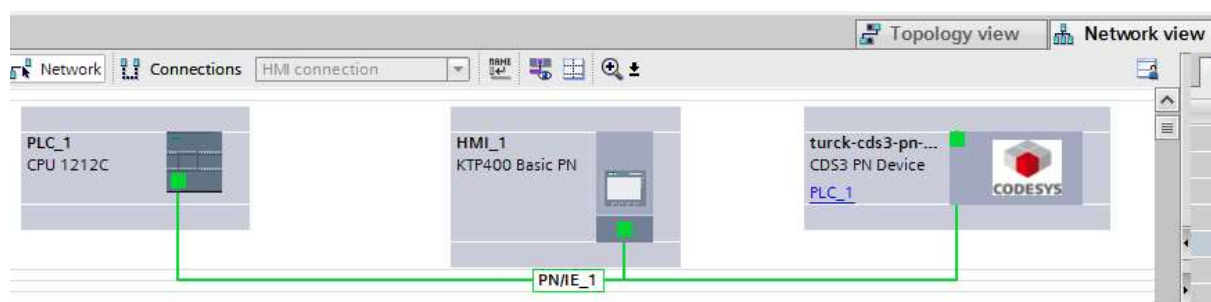 Topology view
Network view
Network
Connections
HMI connection
NAME
PLC_1
CPU 1212C
HMI_1
KTP400 Basic PN
turck-cds3-pn-...
CDS3 PN Device
PLC_1
CODESYS
PN/IE_1